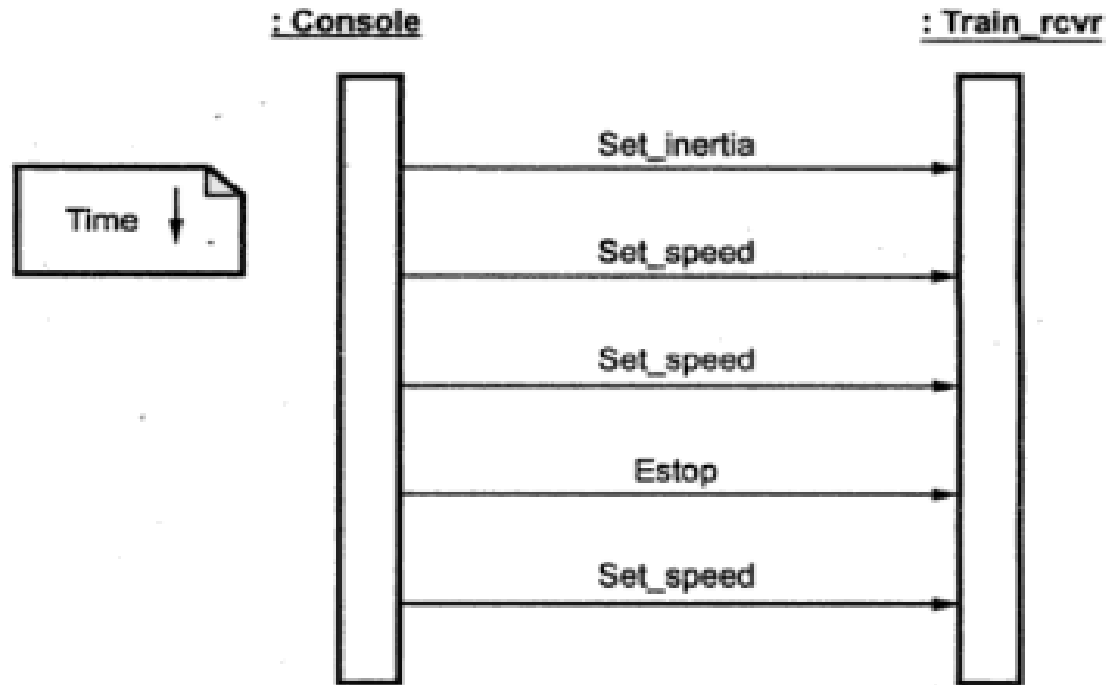 : Console
: Train_rcvr
Set_inertia
Time
Set_speed
Set_speed
Estop
Set_speed